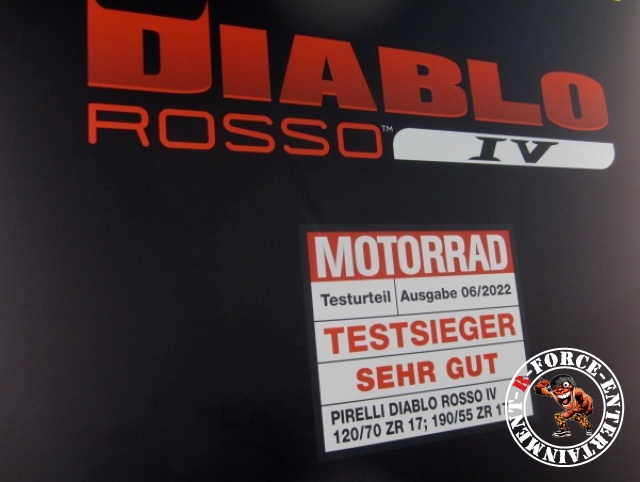 DIABLO
ROSSO™ IV
MOTORRAD
Testurteil Ausgabe 06/2022
TESTSIEGER
SEHR GUT
PIRELLI DIABLO ROSSO IV
120/70 ZR 17; 190/55 ZR 17
R-FORCE-ENTERTAINMENT